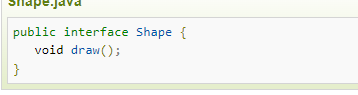 Shape.java
public interface Shape {
   void draw();
}